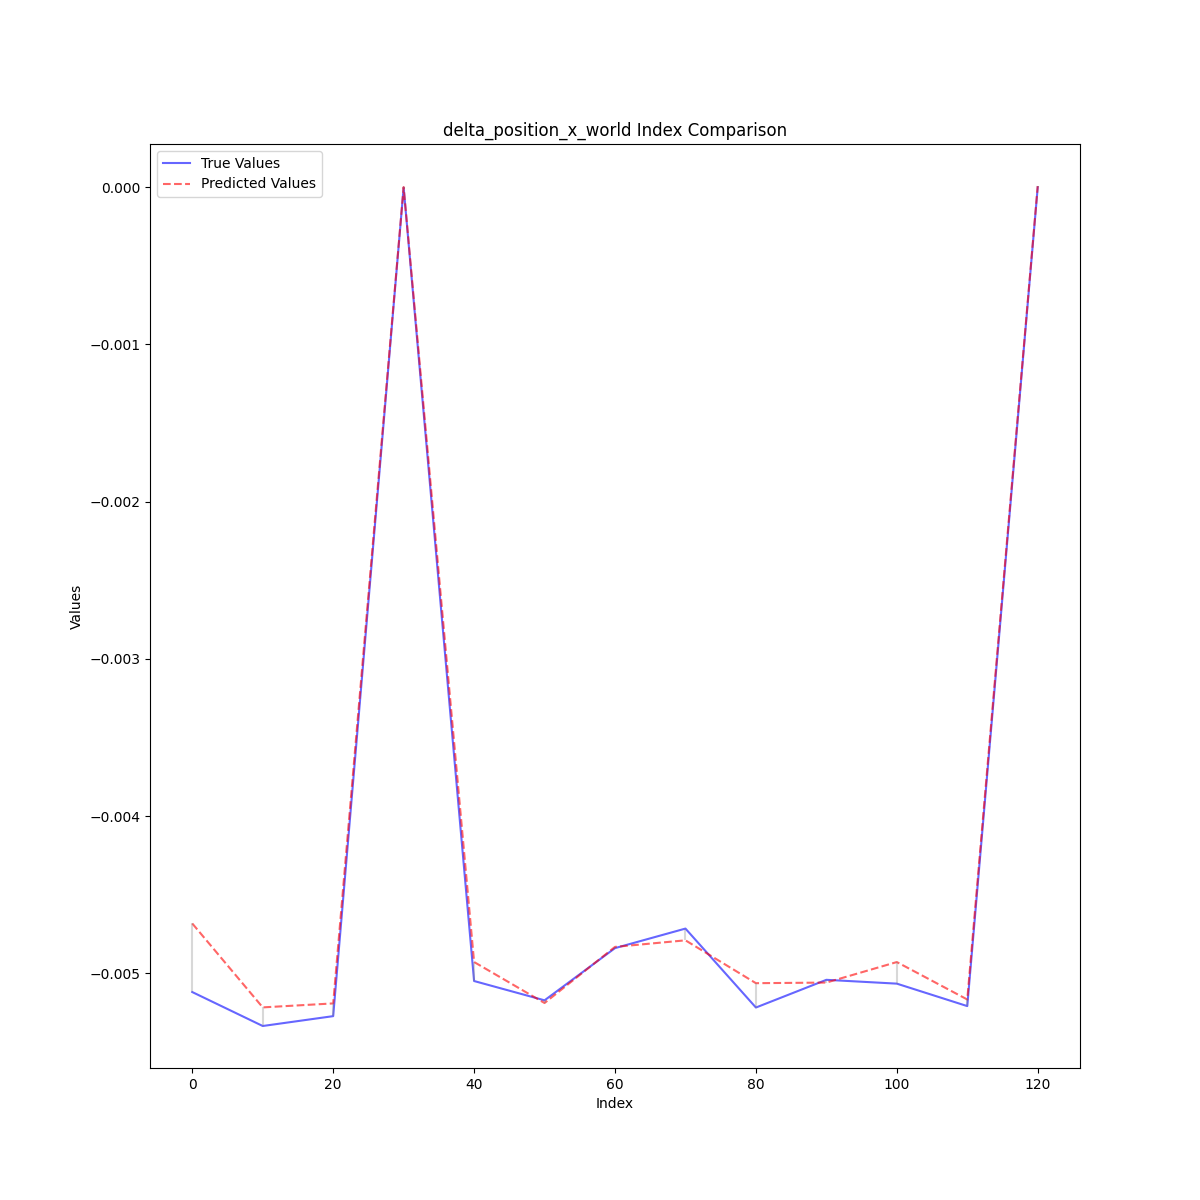 delta_position_x_world Index Comparison
True Values
Predicted Values
0.000
−0.001
−0.002
−0.003
−0.004
−0.005
Values
0 20 40 60 80 100 120
Index